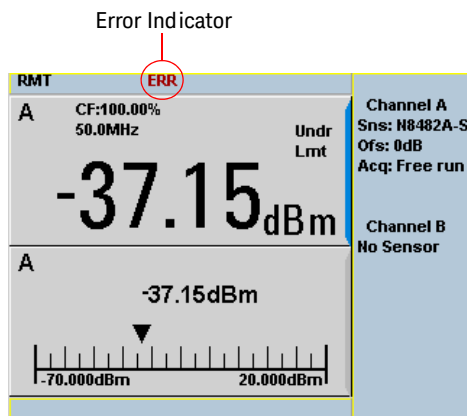 Error Indicator
RMT ERR
A CF:100.00%
50.0MHz
Undr
Lmt
-37.15dBm
A
-37.15dBm
-70.000dBm 20.000dBm
Channel A
Sns: N8482A-S
Ofs: 0dB
Acq: Free run
Channel B
No Sensor